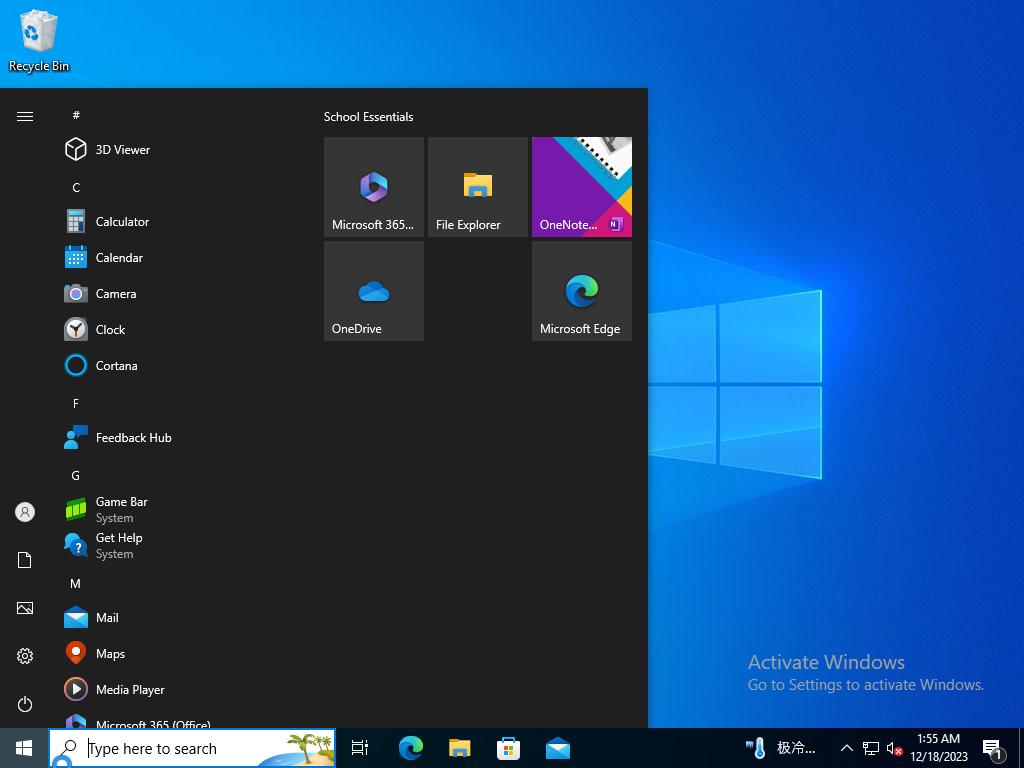 Recycle Bin
#
3D Viewer
C
Calculator
Calendar
Camera
Clock
Cortana
F
Feedback Hub
G
Game Bar
System
Get Help
System
M
Mail
Maps
Media Player
Microsoft 365 (Office)
School Essentials
Microsoft 365...
File Explorer
OneNote...
N
OneDrive
Microsoft Edge
Activate Windows
Go to Settings to activate Windows.
Type here to search
极冷...
1:55 AM
12/18/2023
1